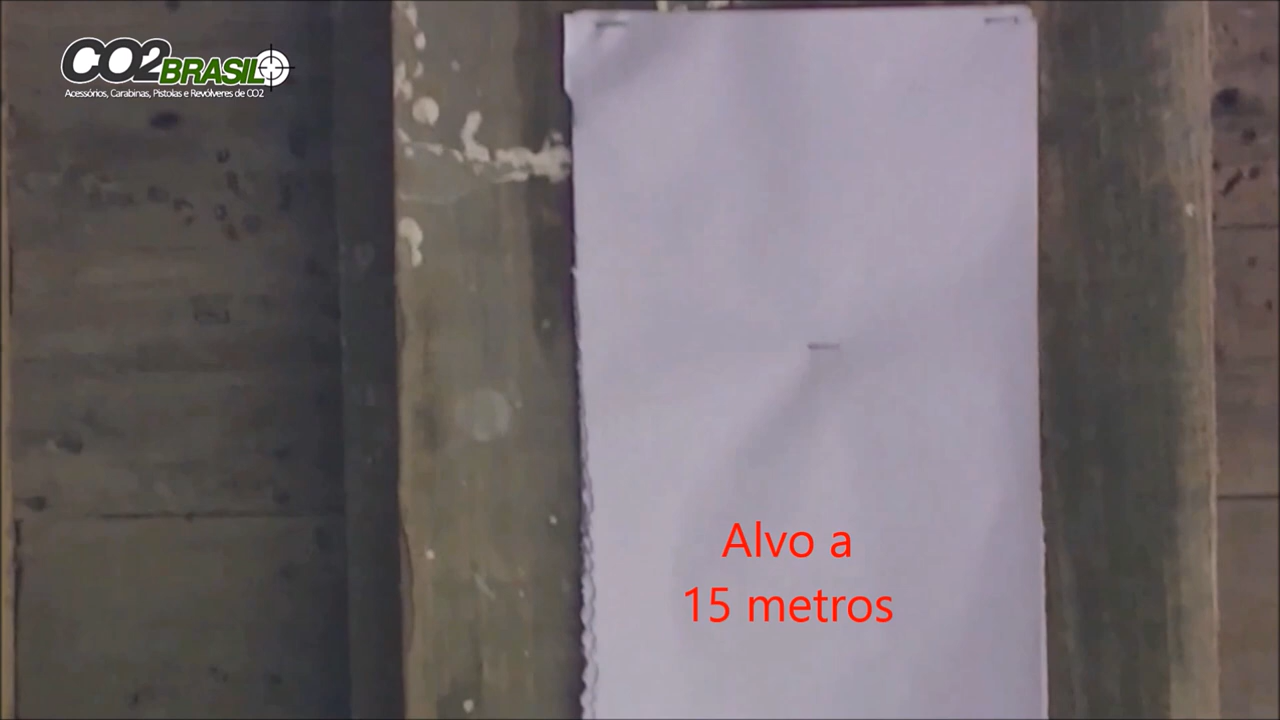 CO2BRASIL
Acessórios, Carabinas, Pistolas e Revólveres de CO2
Alvo a
15 metros